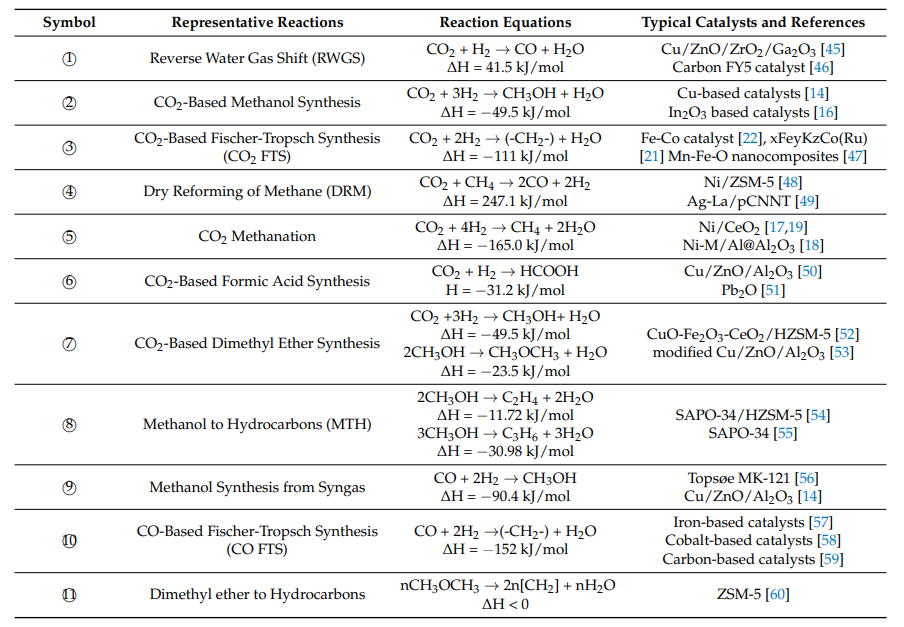 Symbol Representative Reactions Reaction Equations Typical Catalysts and References
① Reverse Water Gas Shift (RWGS) CO₂ + H₂ → CO + H₂O Cu/ZnO/ZrO₂/Ga₂O₃ [45]
ΔH = 41.5 kJ/mol Carbon FY5 catalyst [46]
② CO₂-Based Methanol Synthesis CO₂ + 3H₂ → CH₃OH + H₂O Cu-based catalysts [14]
ΔH = −49.5 kJ/mol In₂O₃ based catalysts [16]
③ CO₂-Based Fischer-Tropsch Synthesis CO₂ + 2H₂ → (-CH₂-) + H₂O Fe-Co catalyst [22], xFeyKzCo(Ru)
(CO₂ FTS) ΔH = −111 kJ/mol [21] Mn-Fe-O nanocomposites [47]
④ Dry Reforming of Methane (DRM) CO₂ + CH₄ → 2CO + 2H₂ Ni/ZSM-5 [48]
ΔH = 247.1 kJ/mol Ag-La/pCNNT [49]
⑤ CO₂ Methanation CO₂ + 4H₂ → CH₄ + 2H₂O Ni/CeO₂ [17,19]
ΔH = −165.0 kJ/mol Ni-M/Al@Al₂O₃ [18]
⑥ CO₂-Based Formic Acid Synthesis CO₂ + H₂ → HCOOH Cu/ZnO/Al₂O₃ [50]
H = −31.2 kJ/mol Pb₂O [51]
⑦ CO₂-Based Dimethyl Ether Synthesis CO₂ +3H₂ → CH₃OH+ H₂O
ΔH = −49.5 kJ/mol CuO-Fe₂O₃-CeO₂/HZSM-5 [52]
2CH₃OH → CH₃OCH₃ + H₂O modified Cu/ZnO/Al₂O₃ [53]
ΔH = −23.5 kJ/mol
⑧ Methanol to Hydrocarbons (MTH) 2CH₃OH → C₂H₄ + 2H₂O
ΔH = −11.72 kJ/mol SAPO-34/HZSM-5 [54]
3CH₃OH → C₃H₆ + 3H₂O SAPO-34 [55]
ΔH = −30.98 kJ/mol
⑨ Methanol Synthesis from Syngas CO + 2H₂ → CH₃OH Topsøe MK-121 [56]
ΔH = −90.4 kJ/mol Cu/ZnO/Al₂O₃ [14]
⑩ CO-Based Fischer-Tropsch Synthesis CO + 2H₂ →(-CH₂-) + H₂O Iron-based catalysts [57]
(CO FTS) ΔH = −152 kJ/mol Cobalt-based catalysts [58]
Carbon-based catalysts [59]
⑪ Dimethyl ether to Hydrocarbons nCH₃OCH₃ → 2n[CH₂] + nH₂O ZSM-5 [60]
ΔH < 0